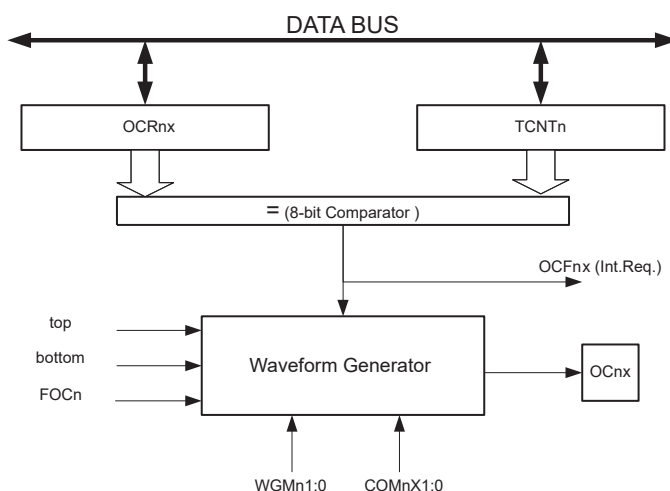 DATA BUS
OCRnx
TCNTn
= (8-bit Comparator )
OCFnx (Int.Req.)
top
bottom
FOCn
Waveform Generator
OCnx
WGMn1:0
COMnX1:0